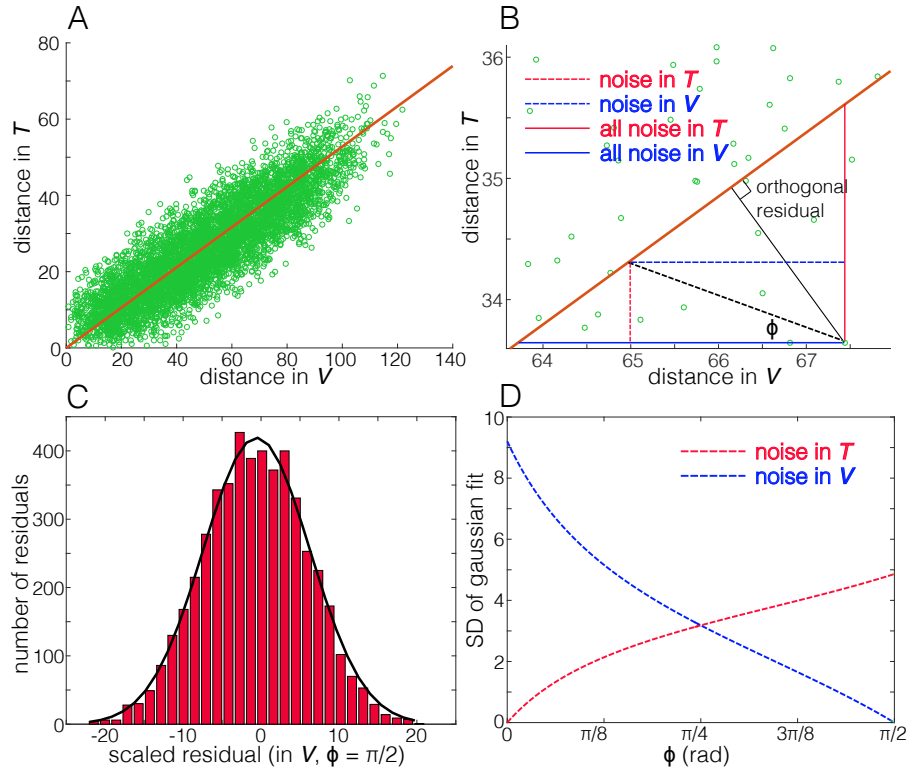 A
80
60
40
20
0
0 20 40 60 80 100 120 140
distance in T
distance in V
B
36
35
34
64 65 66 67
distance in T
distance in V
noise in T
noise in V
all noise in T
all noise in V
orthogonal
residual
ϕ
C
400
300
200
100
0
-20 -10 0 10 20
number of residuals
scaled residual (in V, ϕ = π/2)
D
10
8
6
4
2
0
0 π/8 π/4 3π/8 π/2
SD of gaussian fit
ϕ (rad)
noise in T
noise in V